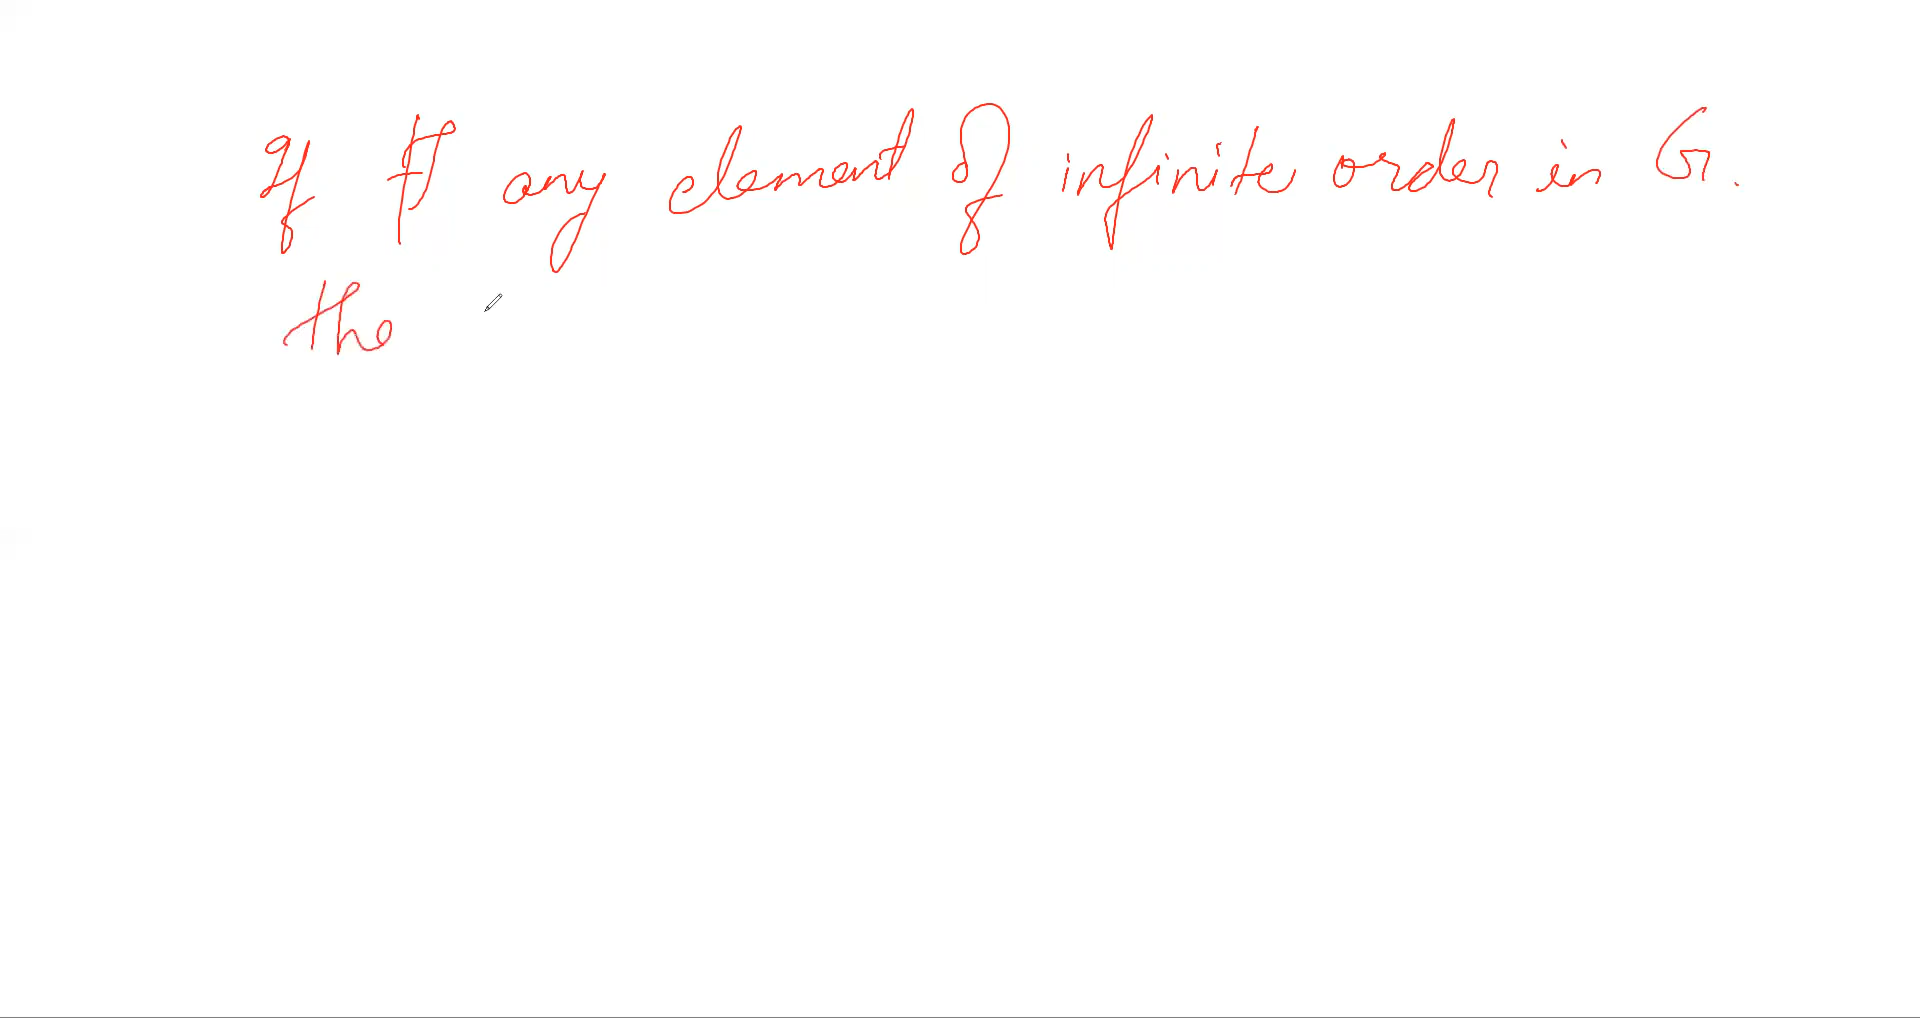 If ∄ any element of infinite order in G.
the